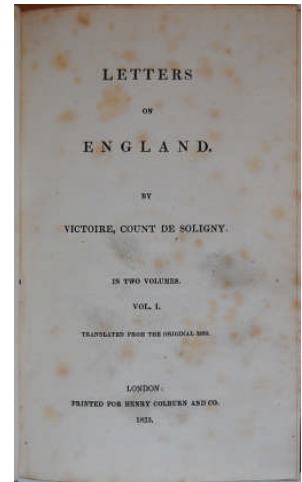 LETTERS
ON
ENGLAND.
BY
VICTOIRE, COUNT DE SOLIGNY.
IN TWO VOLUMES.
VOL. I.
TRANSLATED FROM THE ORIGINAL MSS.
LONDON:
PRINTED FOR HENRY COLBURN AND CO.
1823.